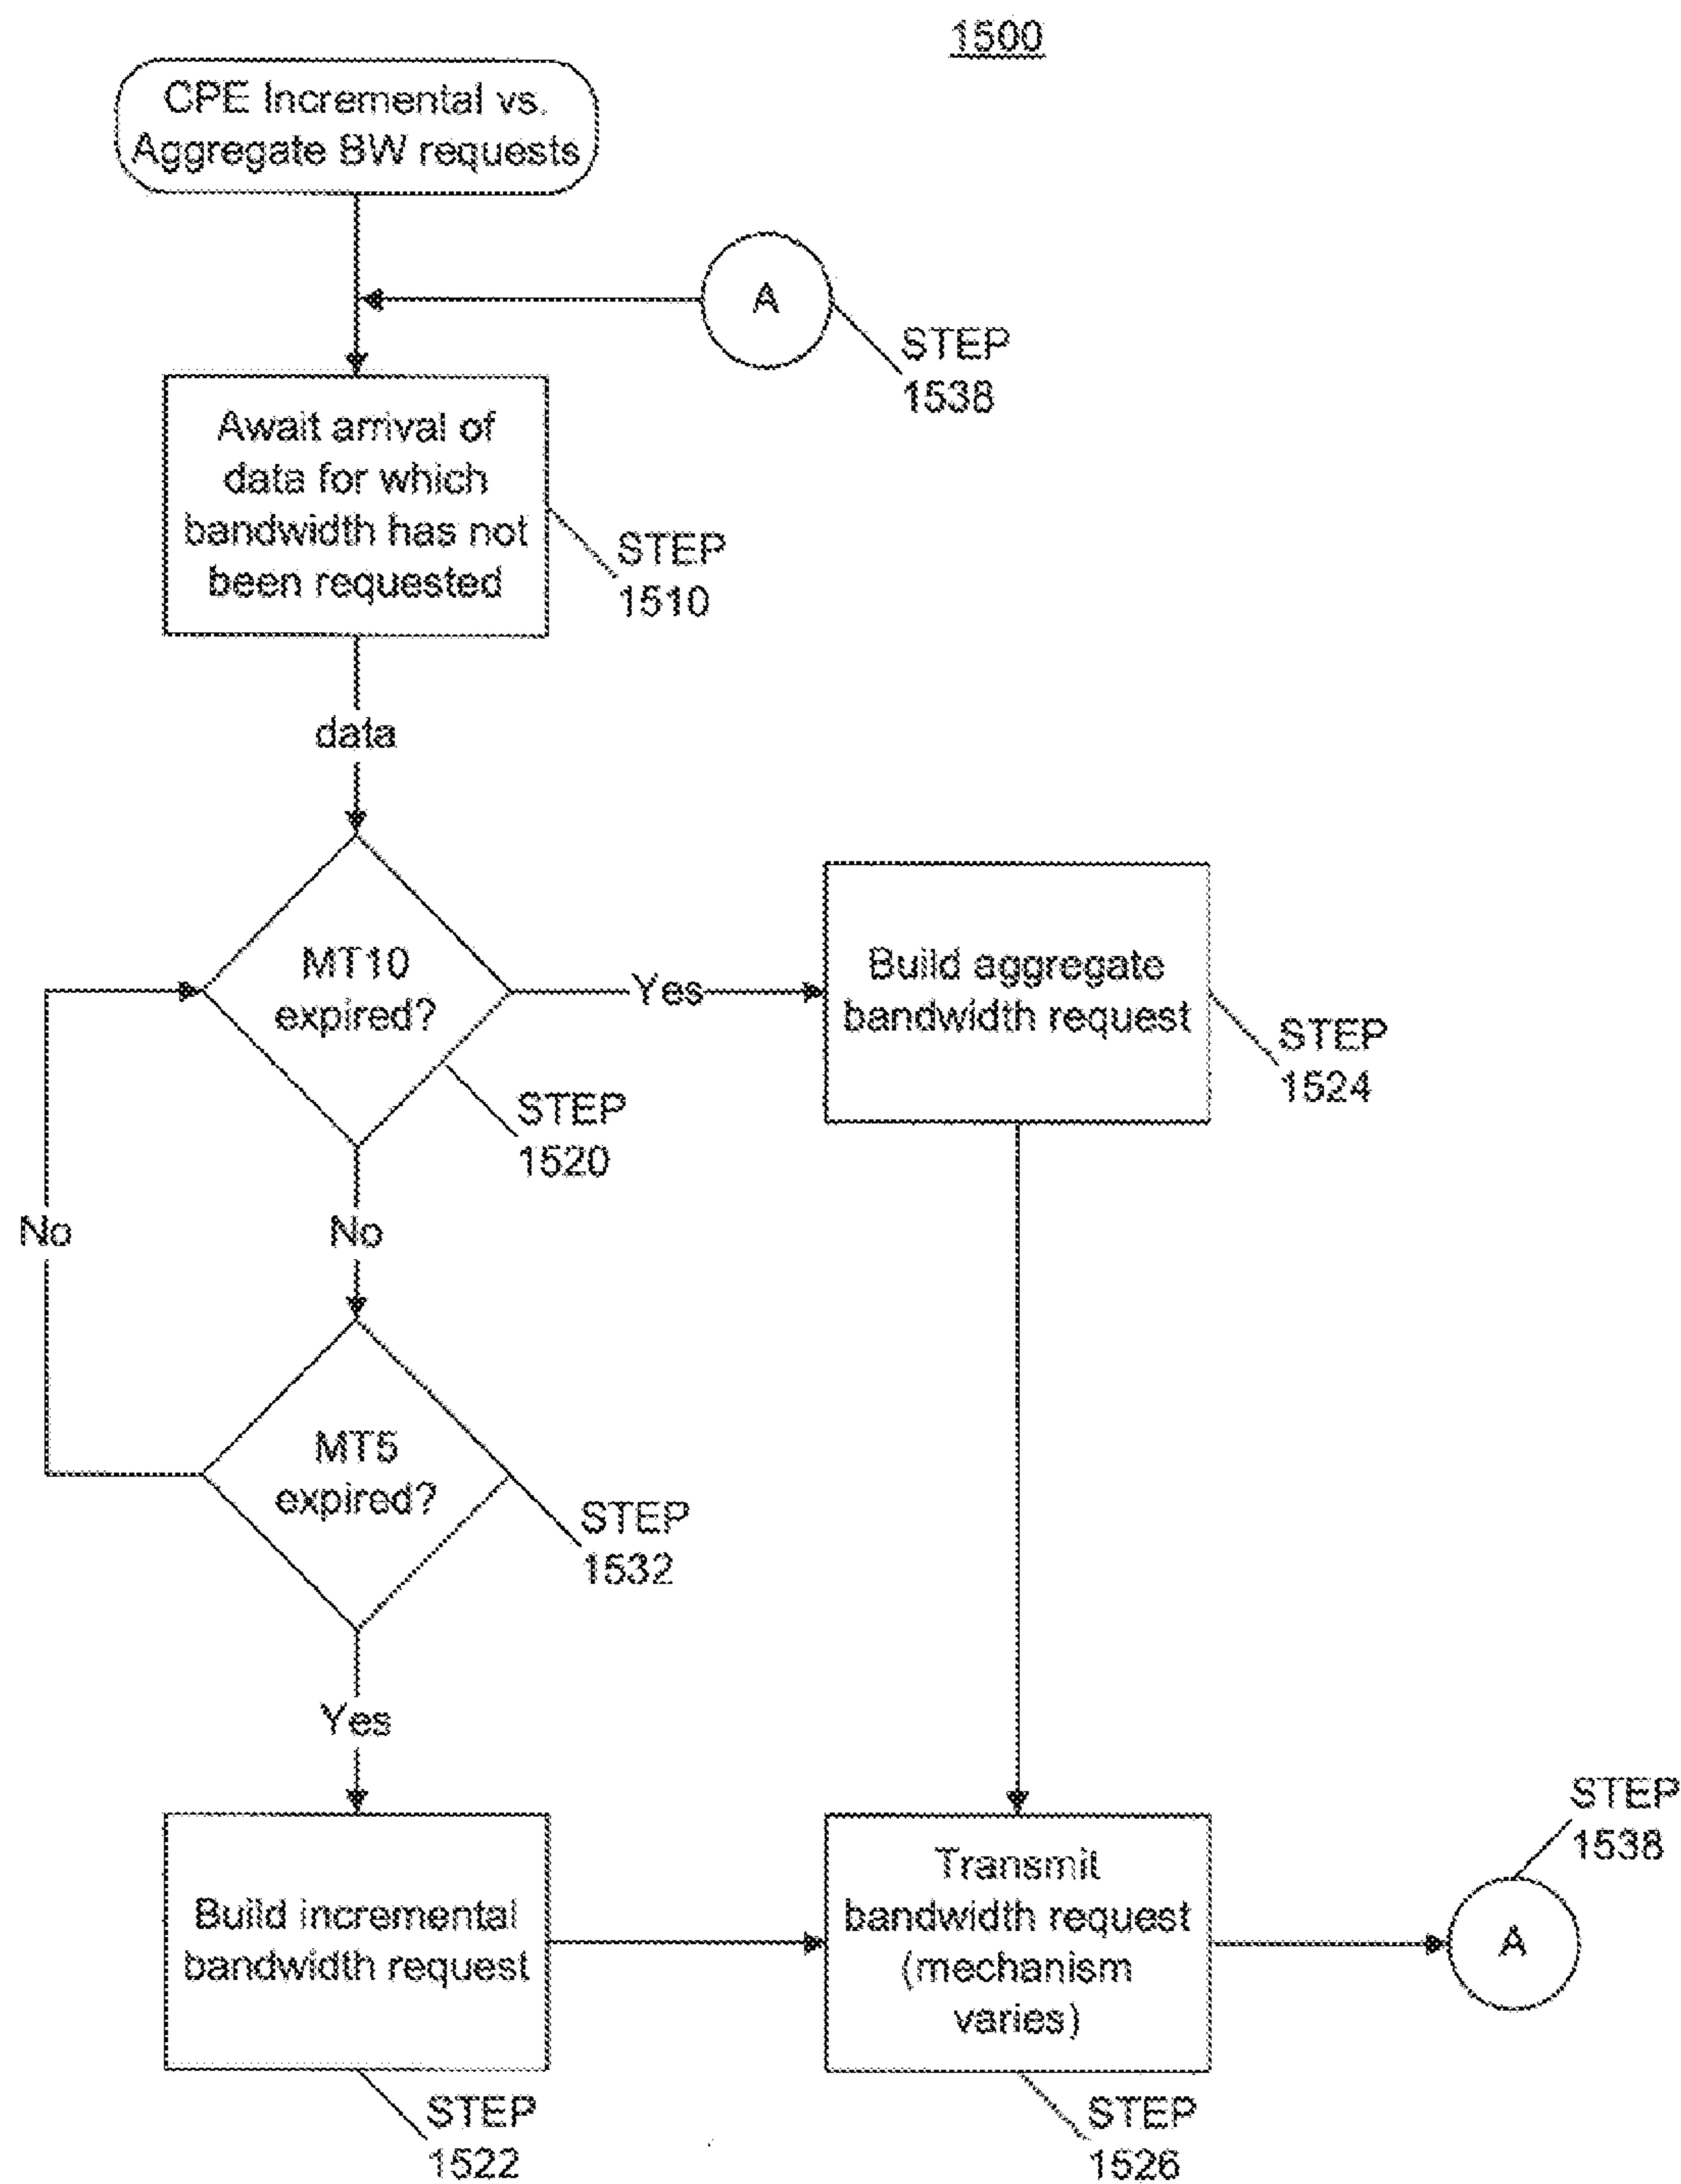 1500
CPE Incremental vs.
Aggregate BW requests
A
STEP
1538
Await arrival of
data for which
bandwidth has not
been requested
STEP
1510
data
MT10
expired?
Yes
Build aggregate
bandwidth request
STEP
1524
STEP
1520
No
No
MT5
expired?
STEP
1532
Yes
Build incremental
bandwidth request
STEP
1522
Transmit
bandwidth request
(mechanism
varies)
STEP
1526
STEP
1538
A